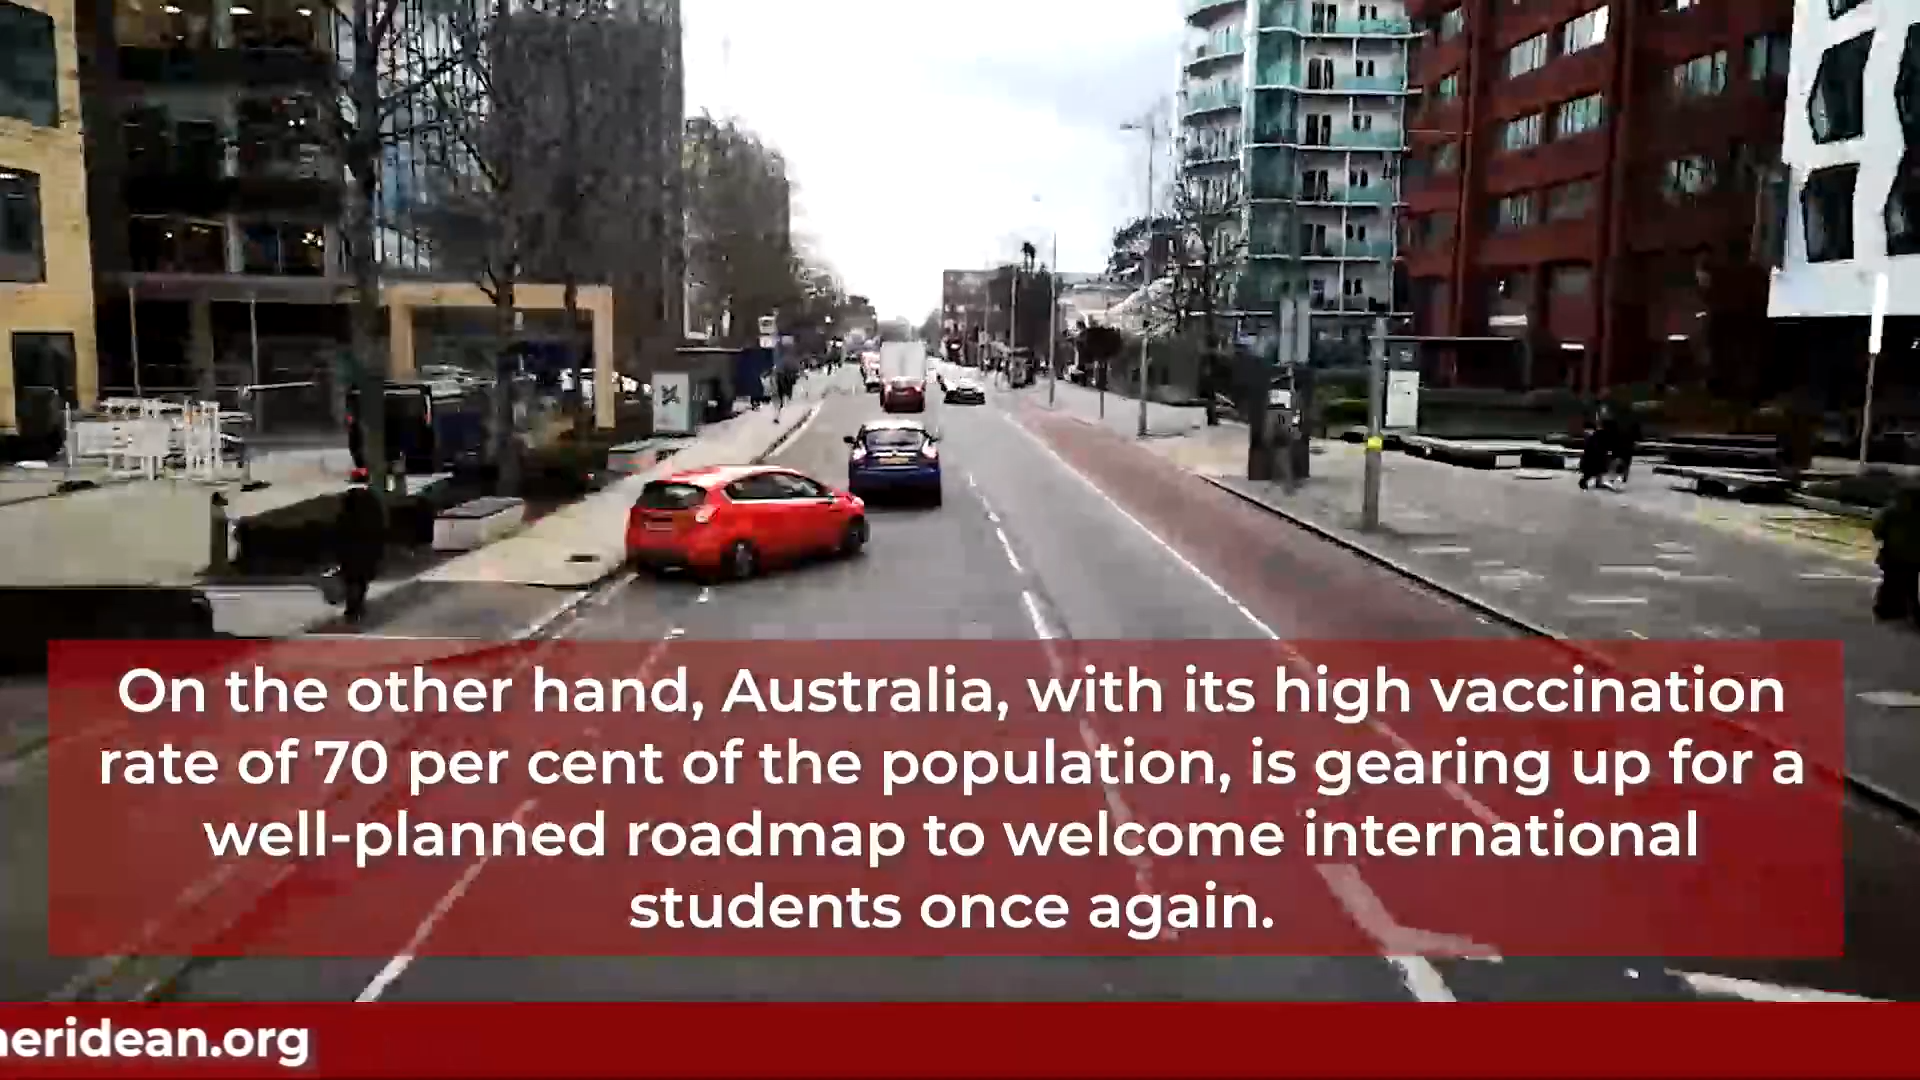 On the other hand, Australia, with its high vaccination
rate of 70 per cent of the population, is gearing up for a
well-planned roadmap to welcome international
students once again.
eridean.org